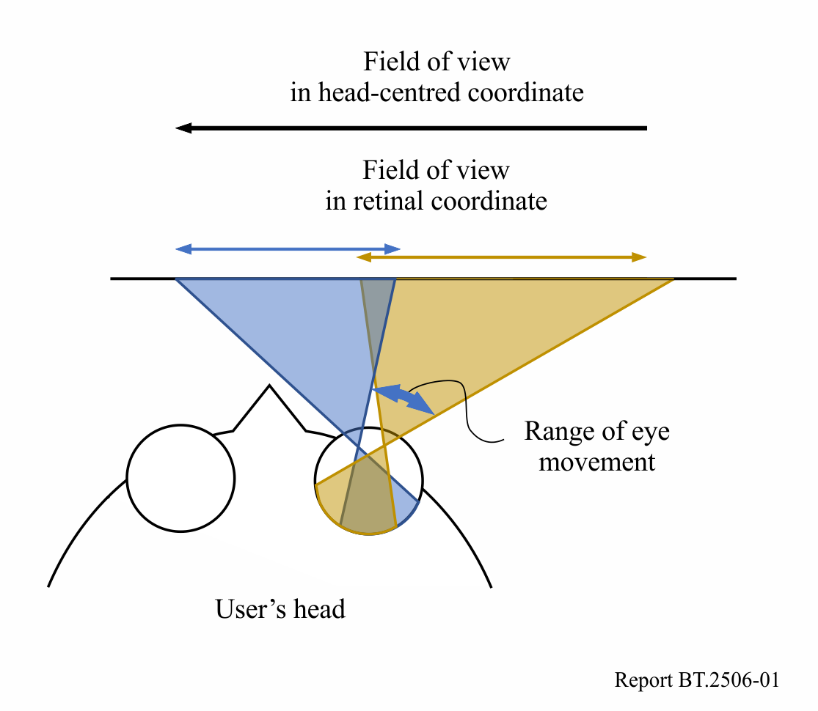 Field of view
in head-centred coordinate
Field of view
in retinal coordinate
Range of eye
movement
User’s head
Report BT.2506-01